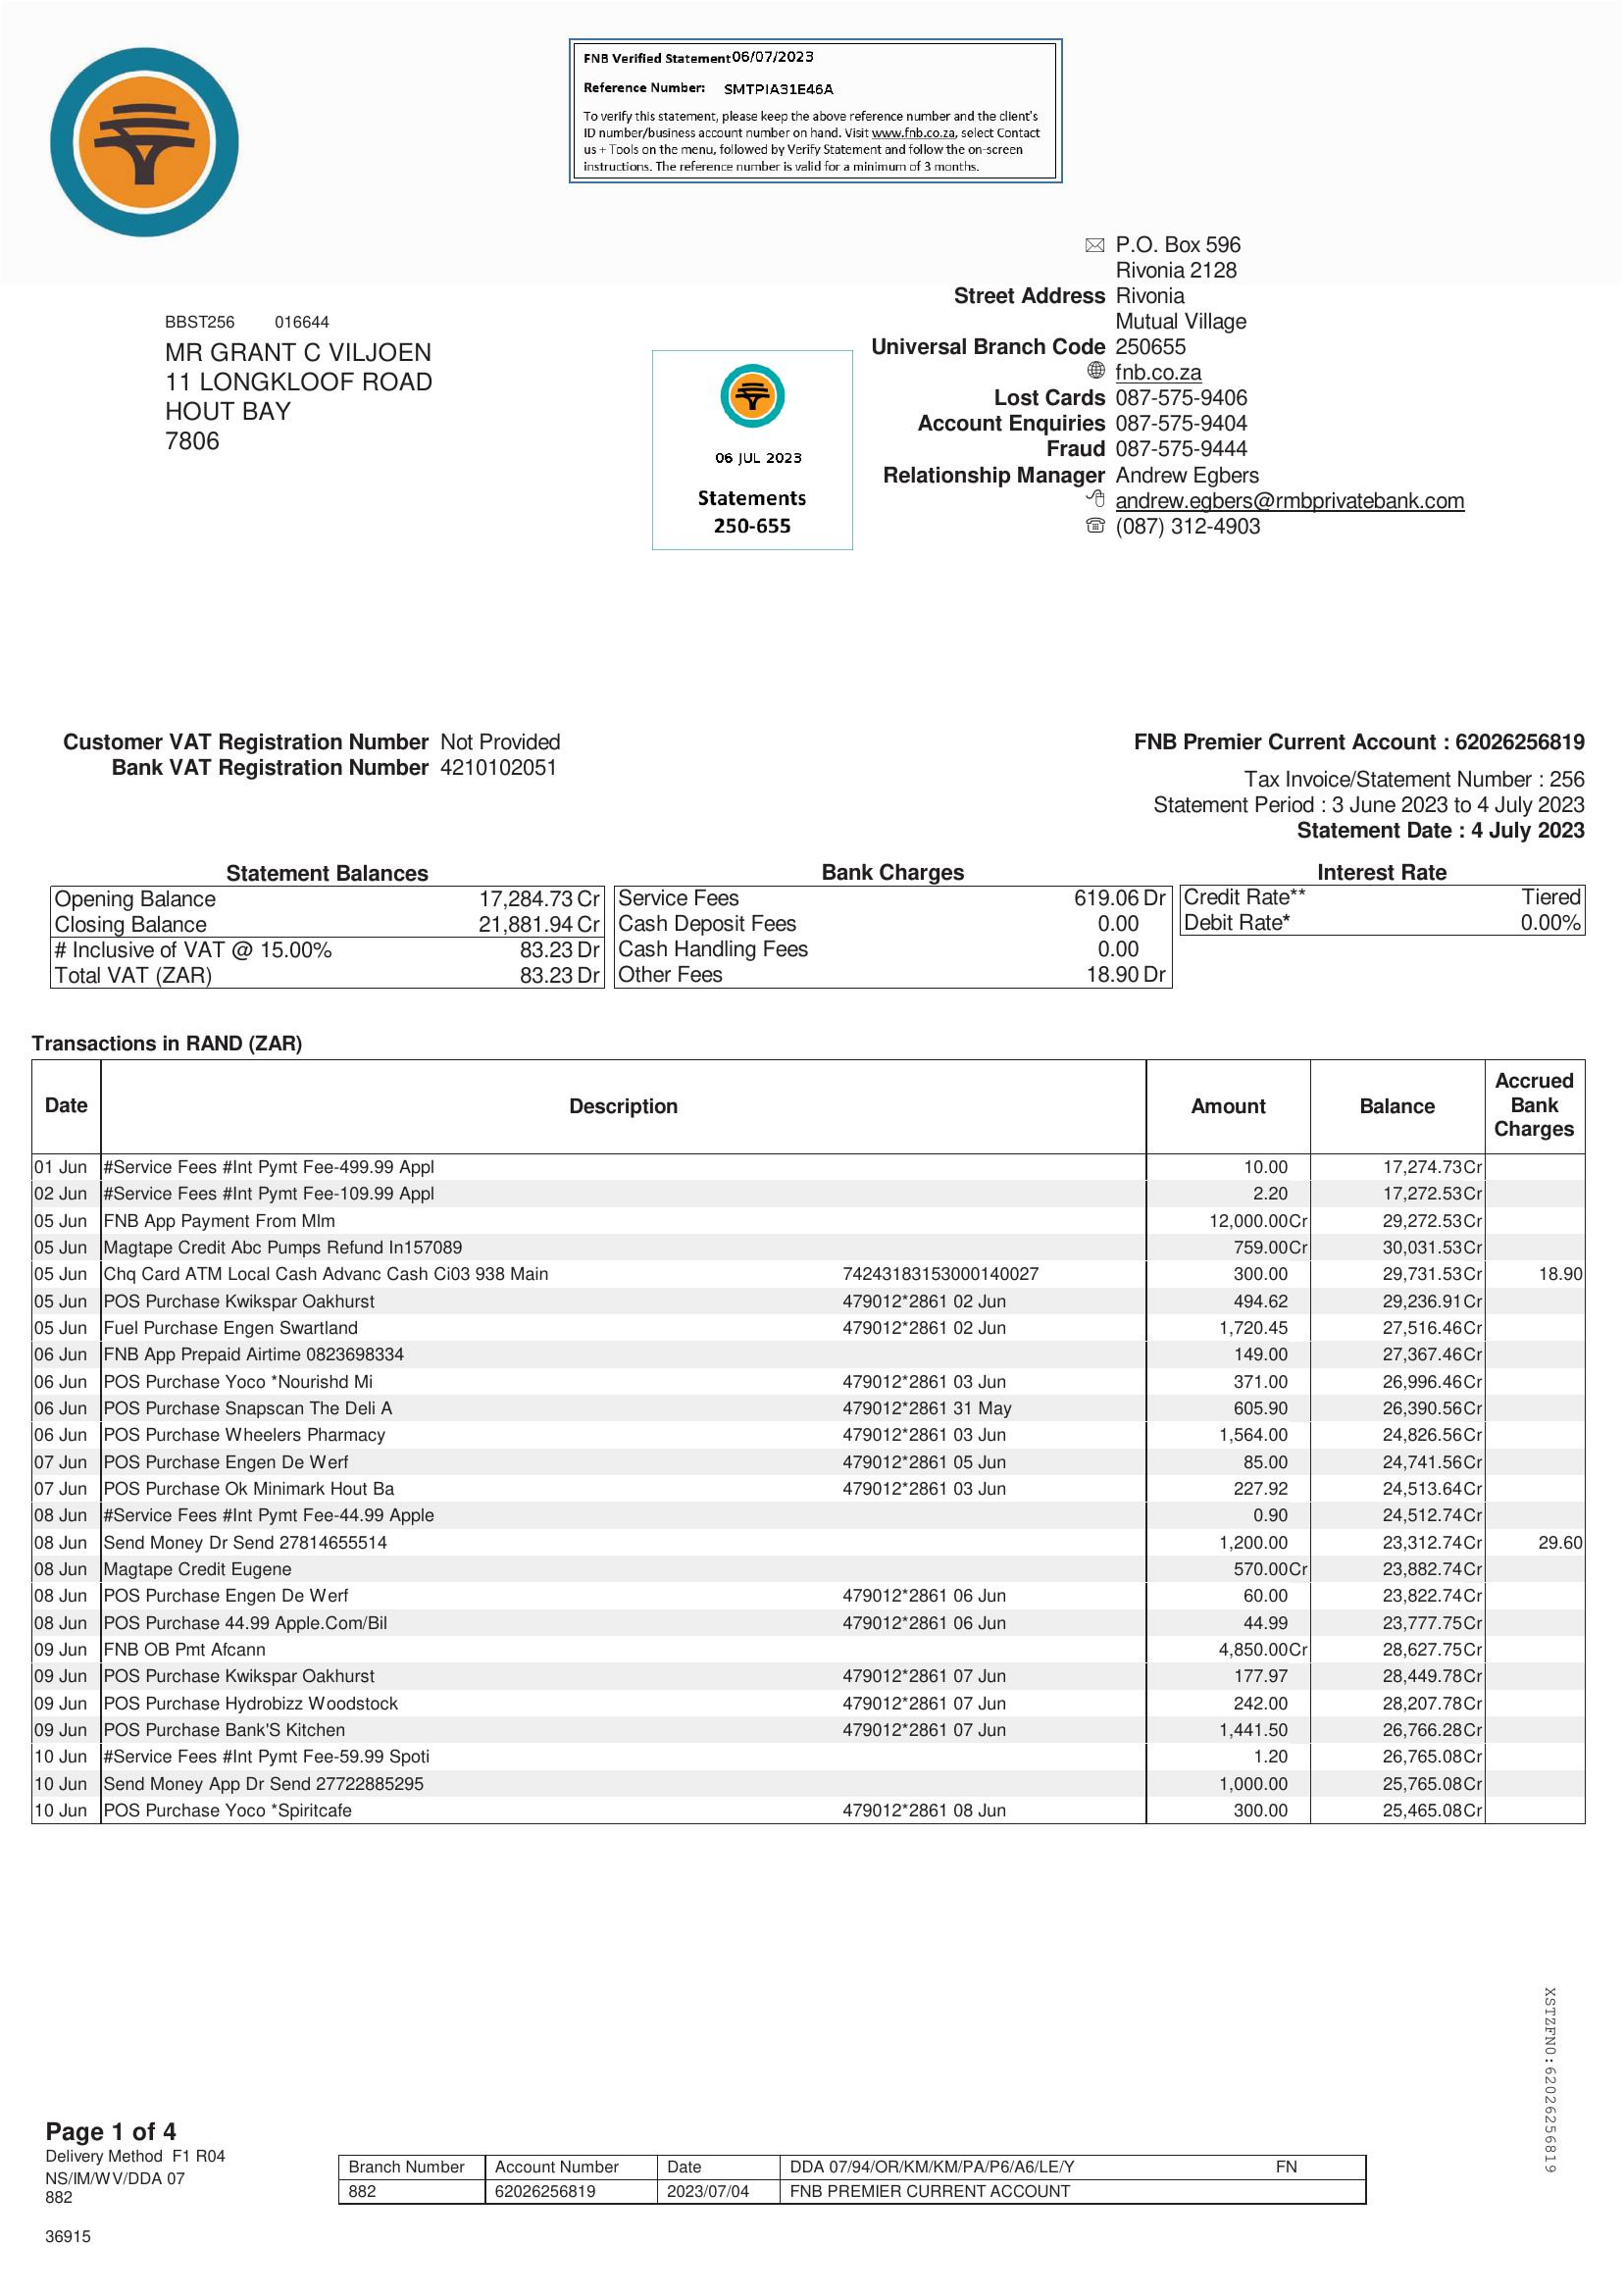 FNB Verified Statement 06/07/2023
Reference Number: SMTPIA31E46A
To verify this statement, please keep the above reference number and the client's
ID number/business account number on hand. Visit www.fnb.co.za, select Contact
us + Tools on the menu, followed by Verify Statement and follow the on-screen
instructions. The reference number is valid for a minimum of 3 months.
P.O. Box 596
Rivonia 2128
Street Address Rivonia
Mutual Village
Universal Branch Code 250655
fnb.co.za
Lost Cards 087-575-9406
Account Enquiries 087-575-9404
Fraud 087-575-9444
Relationship Manager Andrew Egbers
andrew.egbers@rmbprivatebank.com
(087) 312-4903
BBST256 016644
MR GRANT C VILJOEN
11 LONGKLOOF ROAD
HOUT BAY
7806
06 JUL 2023
Statements
250-655
Customer VAT Registration Number Not Provided
Bank VAT Registration Number 4210102051
FNB Premier Current Account : 62026256819
Tax Invoice/Statement Number : 256
Statement Period : 3 June 2023 to 4 July 2023
Statement Date : 4 July 2023
Statement Balances
Opening Balance 17,284.73 Cr
Closing Balance 21,881.94 Cr
# Inclusive of VAT @ 15.00% 83.23 Dr
Total VAT (ZAR) 83.23 Dr
Bank Charges
Service Fees 619.06 Dr
Cash Deposit Fees 0.00
Cash Handling Fees 0.00
Other Fees 18.90 Dr
Interest Rate
Credit Rate** Tiered
Debit Rate* 0.00%
Transactions in RAND (ZAR)
Date Description Amount Balance Accrued Bank Charges
01 Jun #Service Fees #Int Pymt Fee-499.99 Appl 10.00 17,274.73Cr
02 Jun #Service Fees #Int Pymt Fee-109.99 Appl 2.20 17,272.53Cr
05 Jun FNB App Payment From Mlm 12,000.00Cr 29,272.53Cr
05 Jun Magtape Credit Abc Pumps Refund In157089 759.00Cr 30,031.53Cr
05 Jun Chq Card ATM Local Cash Advanc Cash Ci03 938 Main 74243183153000140027 300.00 29,731.53Cr 18.90
05 Jun POS Purchase Kwikspar Oakhurst 479012*2861 02 Jun 494.62 29,236.91Cr
05 Jun Fuel Purchase Engen Swartland 479012*2861 02 Jun 1,720.45 27,516.46Cr
06 Jun FNB App Prepaid Airtime 0823698334 149.00 27,367.46Cr
06 Jun POS Purchase Yoco *Nourishd Mi 479012*2861 03 Jun 371.00 26,996.46Cr
06 Jun POS Purchase Snapscan The Deli A 479012*2861 31 May 605.90 26,390.56Cr
06 Jun POS Purchase Wheelers Pharmacy 479012*2861 03 Jun 1,564.00 24,826.56Cr
07 Jun POS Purchase Engen De Werf 479012*2861 05 Jun 85.00 24,741.56Cr
07 Jun POS Purchase Ok Minimark Hout Ba 479012*2861 03 Jun 227.92 24,513.64Cr
08 Jun #Service Fees #Int Pymt Fee-44.99 Apple 0.90 24,512.74Cr
08 Jun Send Money Dr Send 27814655514 1,200.00 23,312.74Cr 29.60
08 Jun Magtape Credit Eugene 570.00Cr 23,882.74Cr
08 Jun POS Purchase Engen De Werf 479012*2861 06 Jun 60.00 23,822.74Cr
08 Jun POS Purchase 44.99 Apple.Com/Bil 479012*2861 06 Jun 44.99 23,777.75Cr
09 Jun FNB OB Pmt Afcann 4,850.00Cr 28,627.75Cr
09 Jun POS Purchase Kwikspar Oakhurst 479012*2861 07 Jun 177.97 28,449.78Cr
09 Jun POS Purchase Hydrobizz Woodstock 479012*2861 07 Jun 242.00 28,207.78Cr
09 Jun POS Purchase Bank'S Kitchen 479012*2861 07 Jun 1,441.50 26,766.28Cr
10 Jun #Service Fees #Int Pymt Fee-59.99 Spoti 1.20 26,765.08Cr
10 Jun Send Money App Dr Send 27722885295 1,000.00 25,765.08Cr
10 Jun POS Purchase Yoco *Spiritcafe 479012*2861 08 Jun 300.00 25,465.08Cr
XSTZFN0:62026256819
Page 1 of 4
Delivery Method F1 R04
NS/IM/WV/DDA 07
882
Branch Number Account Number Date DDA 07/94/OR/KM/KM/PA/P6/A6/LE/Y FN
882 62026256819 2023/07/04 FNB PREMIER CURRENT ACCOUNT
36915